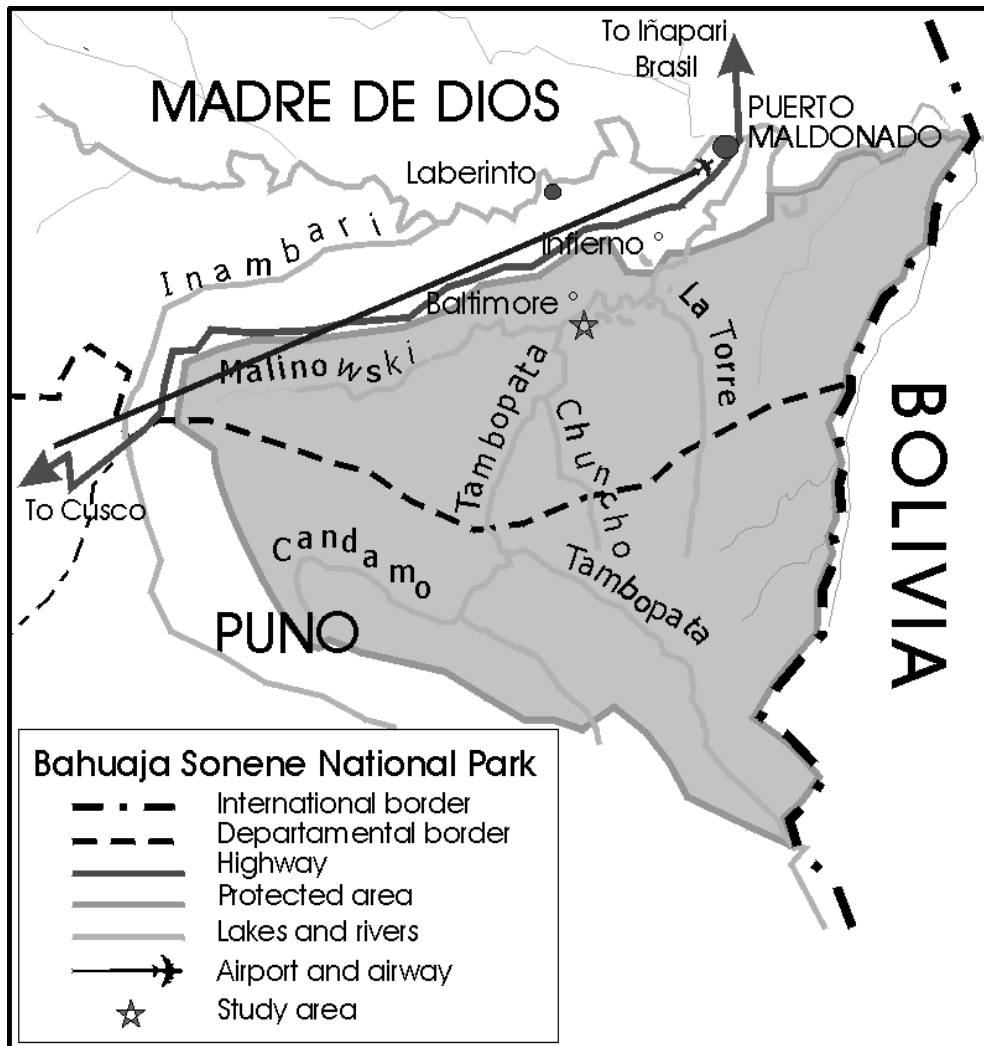 To Iñapari
Brasil
MADRE DE DIOS
PUERTO
MALDONADO
Laberinto
Inambari
Infierno
Baltimore
La Torre
Malinowski
Tambopata
Chuncho
BOLIVIA
To Cusco
Candamo
Tambopata
PUNO
Bahuaja Sonene National Park
International border
Departamental border
Highway
Protected area
Lakes and rivers
Airport and airway
Study area